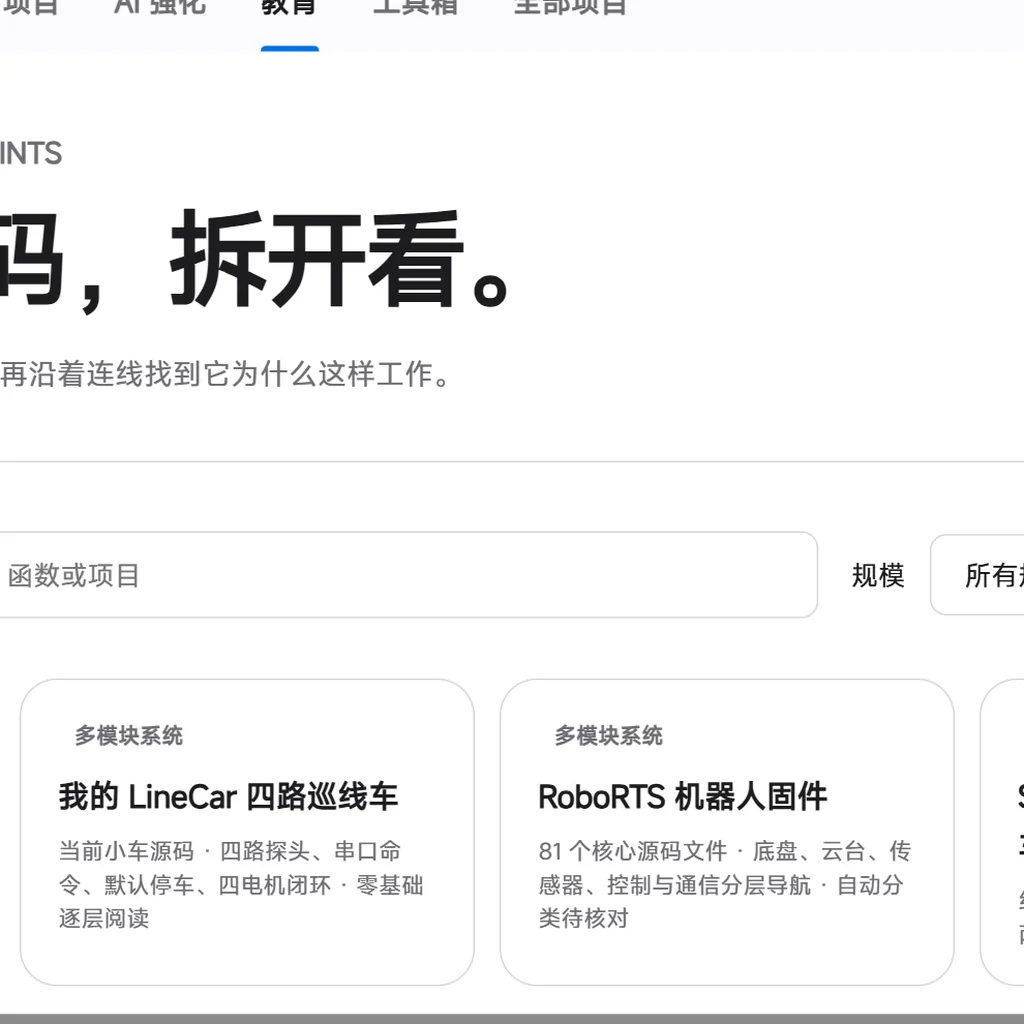 项目 AI 强化 教育 工具箱 全部项目
INTS
码，拆开看。
再沿着连线找到它为什么这样工作。
函数或项目 规模 所有
多模块系统
我的 LineCar 四路巡线车
当前小车源码 · 四路探头、串口命
令、默认停车、四电机闭环 · 零基础
逐层阅读
多模块系统
RoboRTS 机器人固件
81 个核心源码文件 · 底盘、云台、传
感器、控制与通信分层导航 · 自动分
类待核对